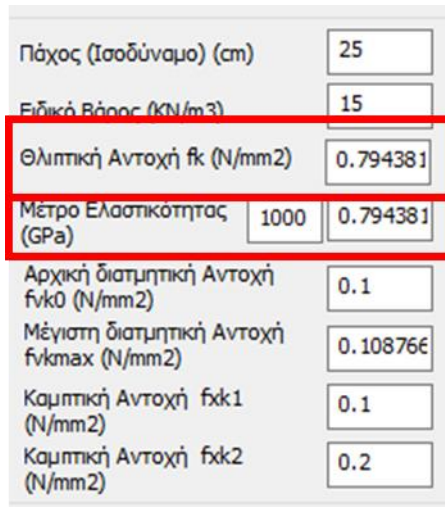 Πάχος (Ισοδύναμο) (cm) 25
Ειδικό Βάρος (KN/m3) 15
Θλιπτική Αντοχή fk (N/mm2) 0.794381
Μέτρο Ελαστικότητας 1000 0.794381
(GPa)
Αρχική διατμητική Αντοχή
fvk0 (N/mm2) 0.1
Μέγιστη διατμητική Αντοχή
fvkmax (N/mm2) 0.108766
Καμπτική Αντοχή fxk1
(N/mm2) 0.1
Καμπτική Αντοχή fxk2
(N/mm2) 0.2